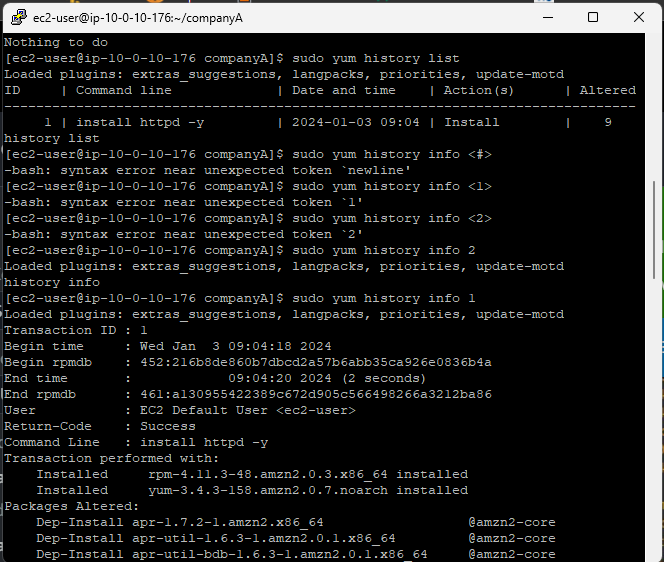 ec2-user@ip-10-0-10-176:~/companyA
Nothing to do
[ec2-user@ip-10-0-10-176 companyA]$ sudo yum history list
Loaded plugins: extras_suggestions, langpacks, priorities, update-motd
ID     | Command line             | Date and time    | Action(s)      | Altered
-------------------------------------------------------------------------------
     1 | install httpd -y         | 2024-01-03 09:04 | Install        |    9
history list
[ec2-user@ip-10-0-10-176 companyA]$ sudo yum history info <#>
-bash: syntax error near unexpected token `newline'
[ec2-user@ip-10-0-10-176 companyA]$ sudo yum history info <1>
-bash: syntax error near unexpected token `1'
[ec2-user@ip-10-0-10-176 companyA]$ sudo yum history info <2>
-bash: syntax error near unexpected token `2'
[ec2-user@ip-10-0-10-176 companyA]$ sudo yum history info 2
Loaded plugins: extras_suggestions, langpacks, priorities, update-motd
history info
[ec2-user@ip-10-0-10-176 companyA]$ sudo yum history info 1
Loaded plugins: extras_suggestions, langpacks, priorities, update-motd
Transaction ID : 1
Begin time     : Wed Jan  3 09:04:18 2024
Begin rpmdb    : 452:216b8de860b7dbcd2a57b6abb35ca926e0836b4a
End time       :            09:04:20 2024 (2 seconds)
End rpmdb      : 461:a130955422389c672d905c566498266a3212ba86
User           : EC2 Default User <ec2-user>
Return-Code    : Success
Command Line   : install httpd -y
Transaction performed with:
    Installed     rpm-4.11.3-48.amzn2.0.3.x86_64 installed
    Installed     yum-3.4.3-158.amzn2.0.7.noarch installed
Packages Altered:
    Dep-Install apr-1.7.2-1.amzn2.x86_64                  @amzn2-core
    Dep-Install apr-util-1.6.3-1.amzn2.0.1.x86_64         @amzn2-core
    Dep-Install apr-util-bdb-1.6.3-1.amzn2.0.1.x86_64     @amzn2-core